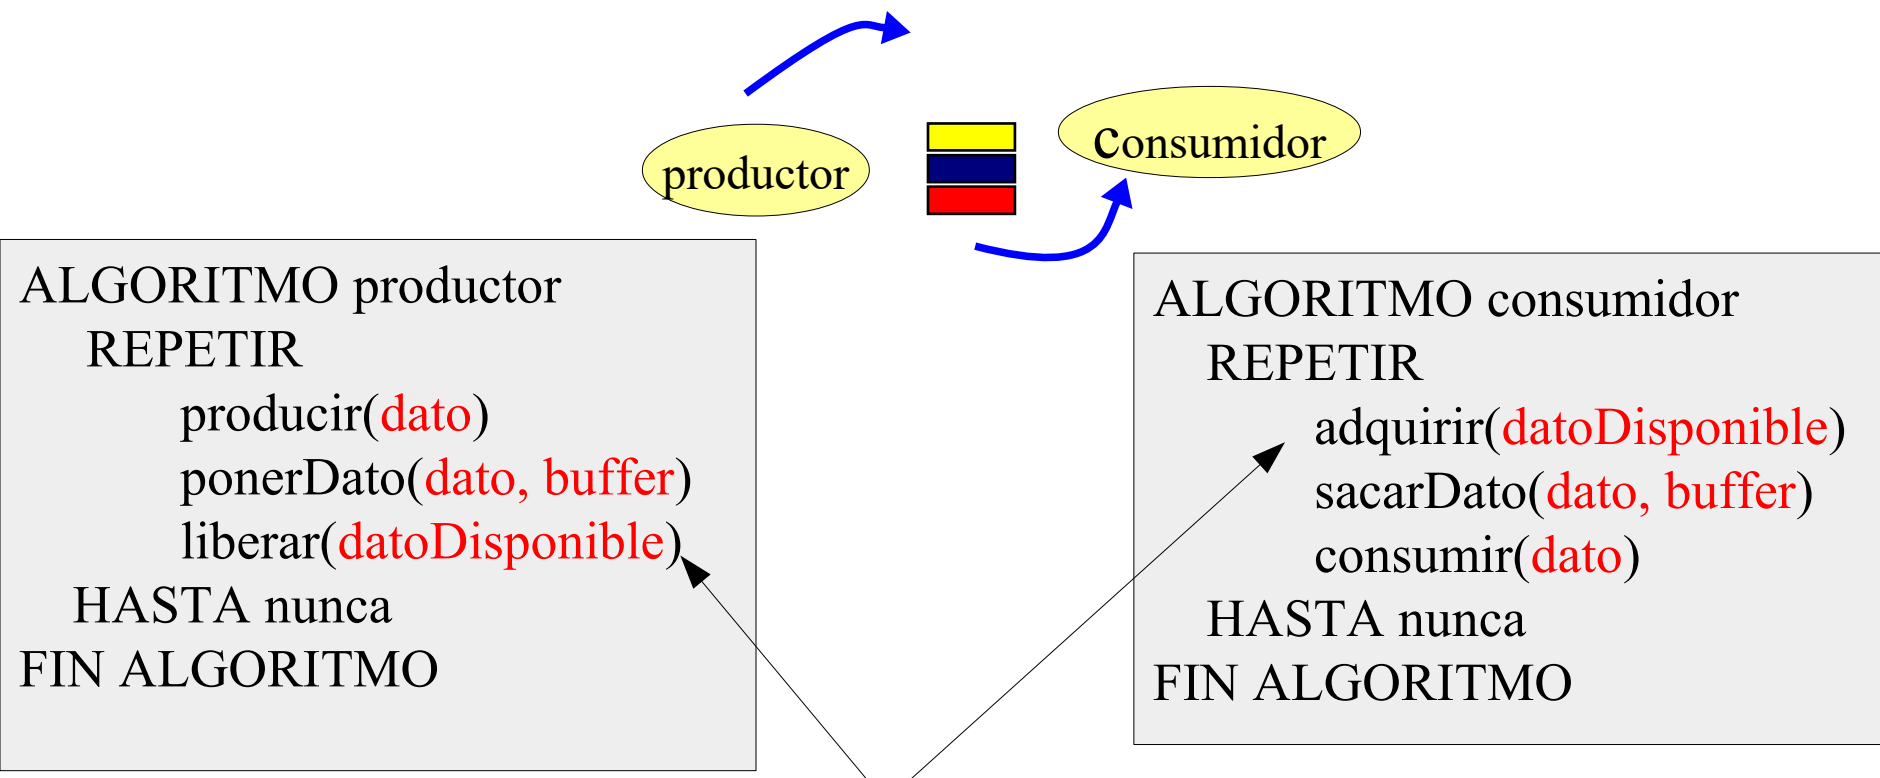 productor
consumidor
ALGORITMO productor
REPETIR
producir(dato)
ponerDato(dato, buffer)
liberar(datoDisponible)
HASTA nunca
FIN ALGORITMO
ALGORITMO consumidor
REPETIR
adquirir(datoDisponible)
sacarDato(dato, buffer)
consumir(dato)
HASTA nunca
FIN ALGORITMO